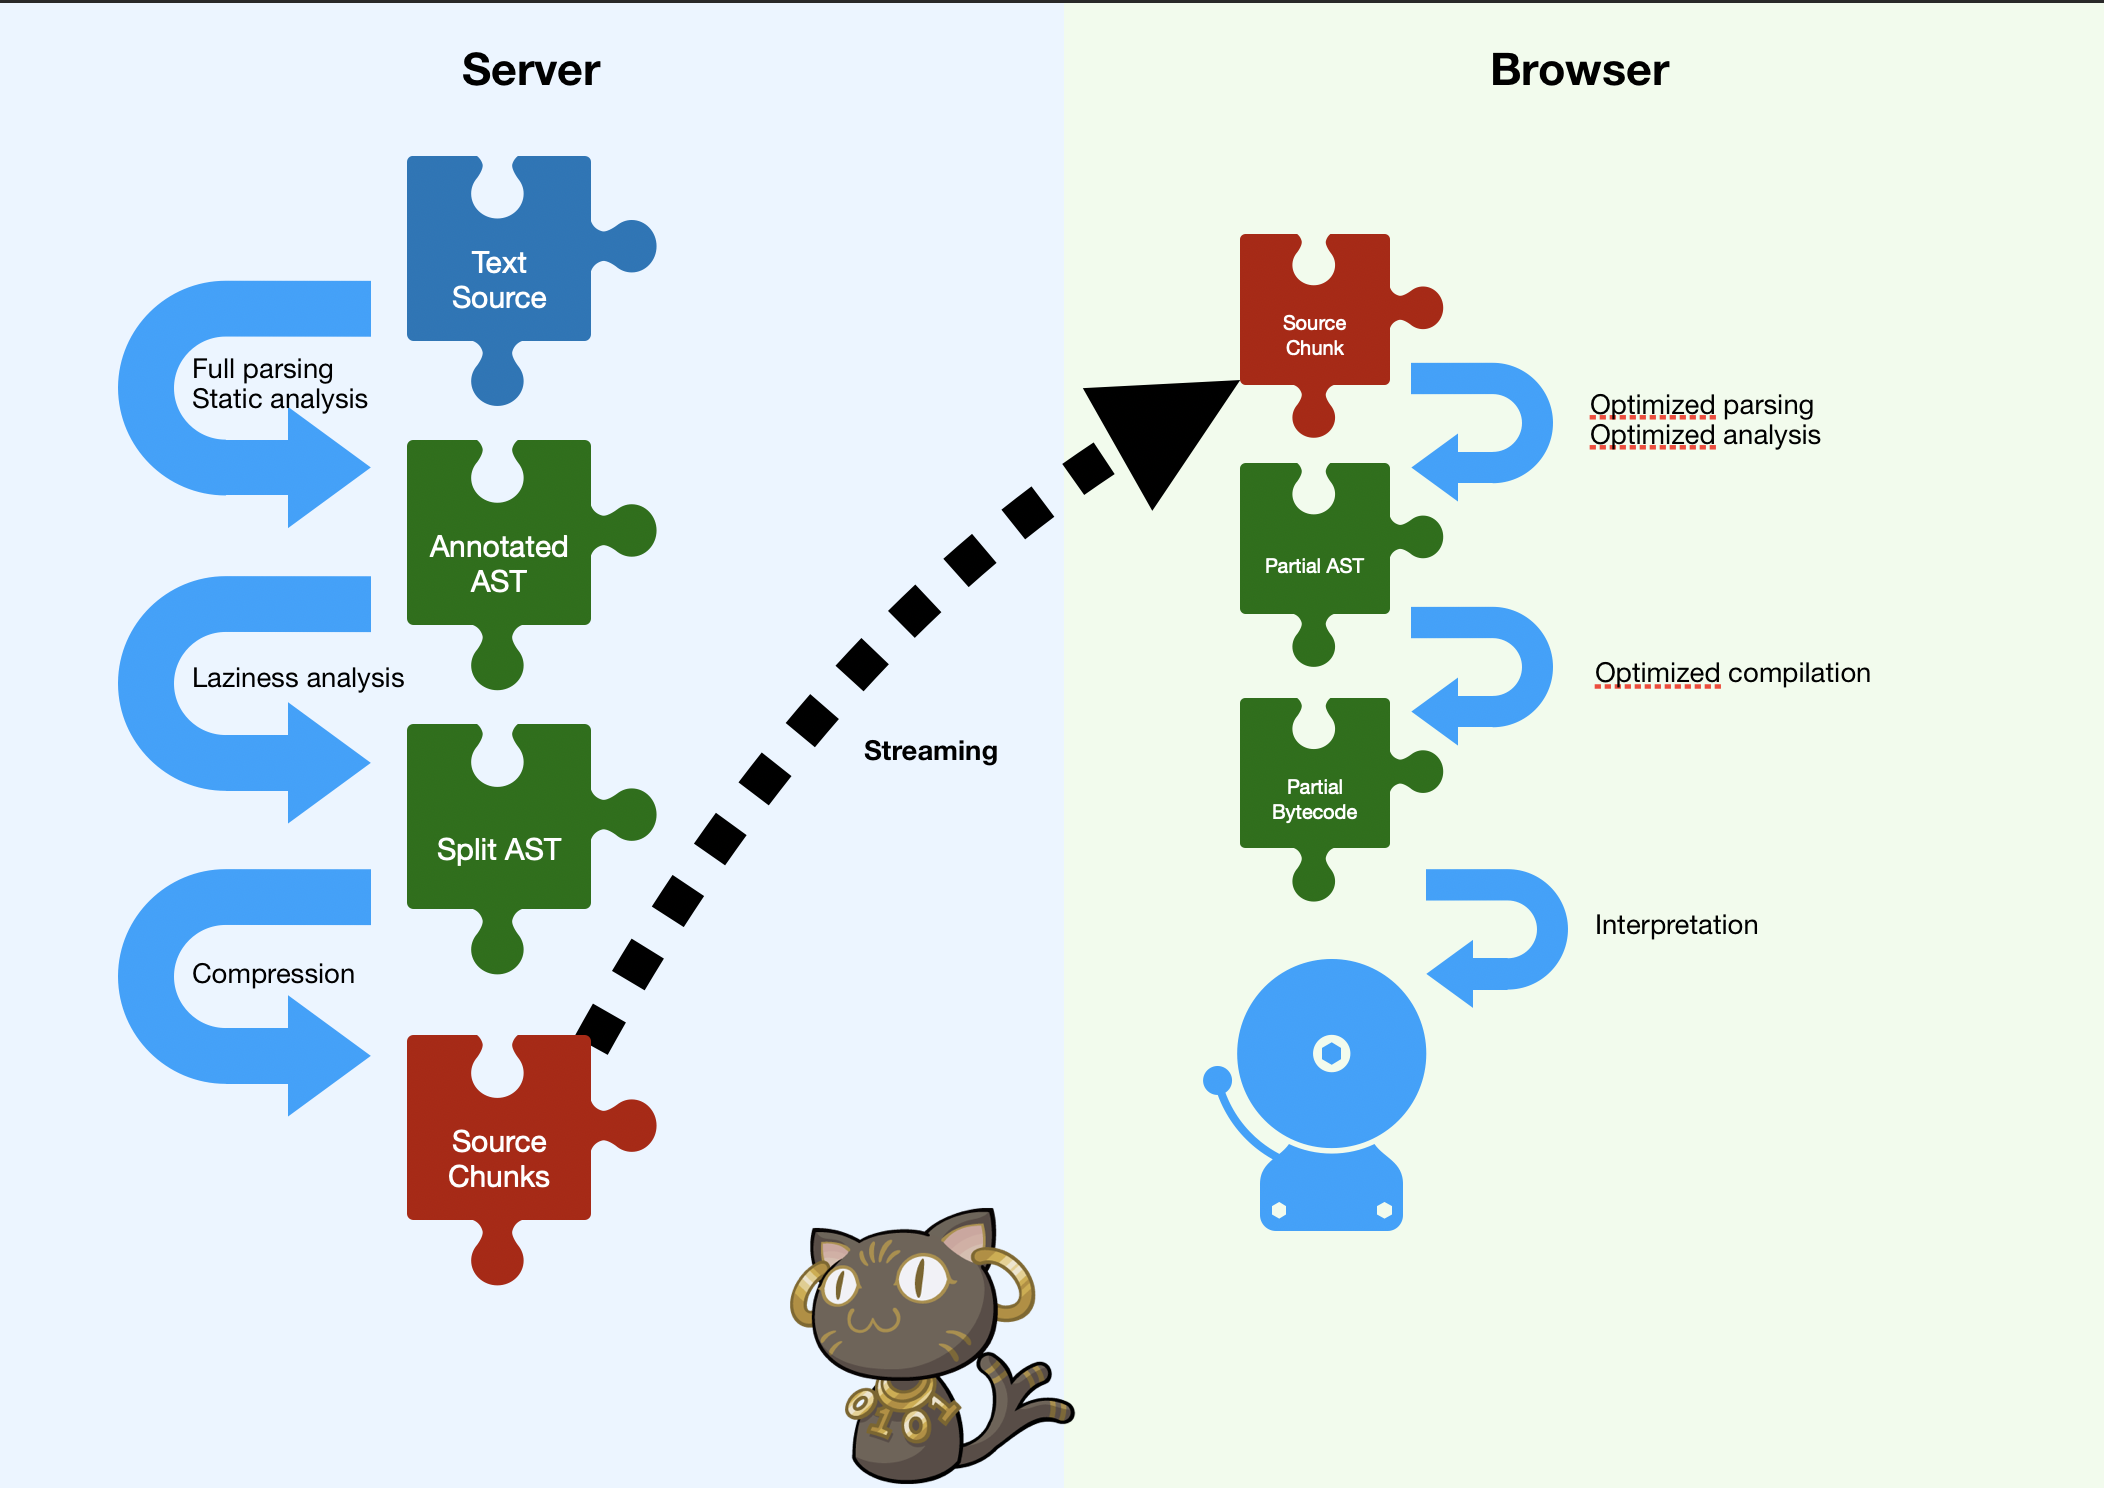 Server
Text
Source
Full parsing
Static analysis
Annotated
AST
Laziness analysis
Split AST
Compression
Source
Chunks
Streaming
0101
Browser
Source
Chunk
Optimized parsing
Optimized analysis
Partial AST
Optimized compilation
Partial
Bytecode
Interpretation